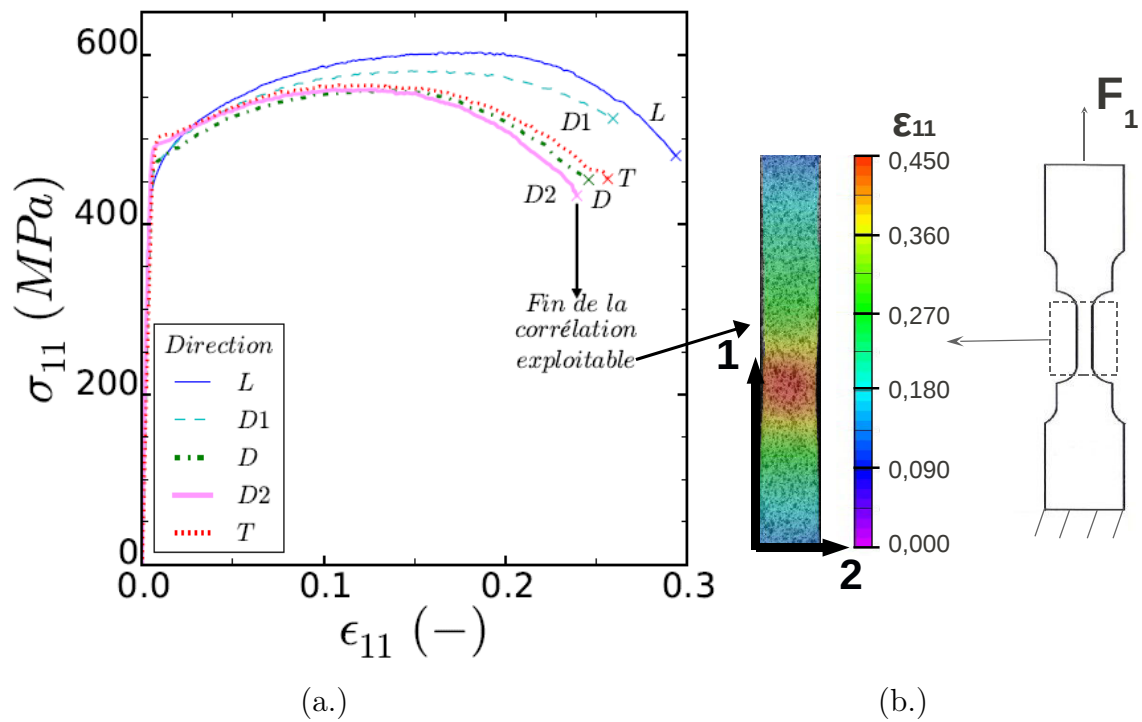 600
400
200
0
0.0
0.1
0.2
0.3
σ11 (MPa)
ϵ11 (−)
L
D1
T
D
D2
Fin de la
corrélation
exploitable
Direction
L
D1
D
D2
T
1
2
ε11
0,450
0,360
0,270
0,180
0,090
0,000
F1
(a.)
(b.)